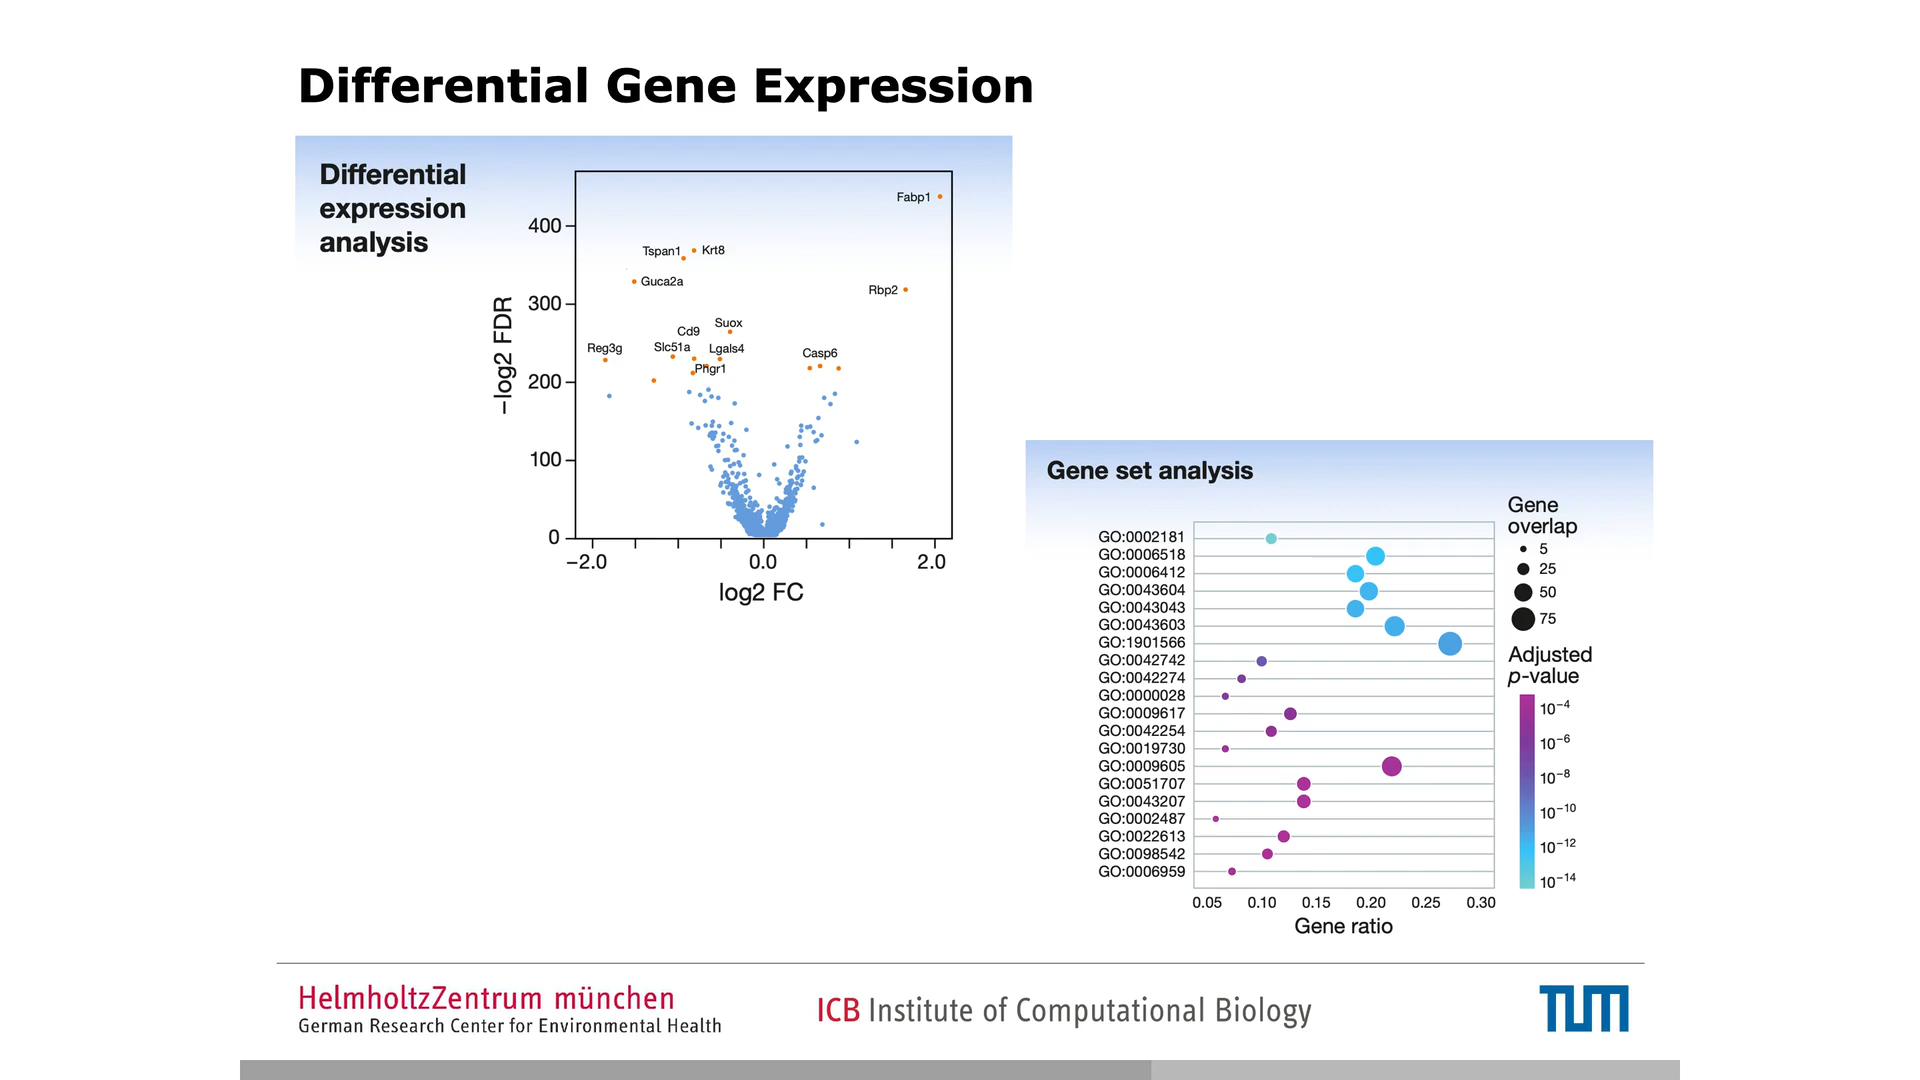 Differential Gene Expression
Differential
expression
analysis
−log2 FDR
400
300
200
100
0
Fabp1
Tspan1
Krt8
Guca2a
Rbp2
Suox
Cd9
Reg3g
Slc51a
Lgals4
Casp6
Phgr1
−2.0
0.0
2.0
log2 FC
Gene set analysis
GO:0002181
GO:0006518
GO:0006412
GO:0043604
GO:0043043
GO:0043603
GO:1901566
GO:0042742
GO:0042274
GO:0000028
GO:0009617
GO:0042254
GO:0019730
GO:0009605
GO:0051707
GO:0043207
GO:0002487
GO:0022613
GO:0098542
GO:0006959
0.05 0.10 0.15 0.20 0.25 0.30
Gene ratio
Gene
overlap
5
25
50
75
Adjusted
p-value
10−4
10−6
10−8
10−10
10−12
10−14
HelmholtzZentrum münchen
German Research Center for Environmental Health
ICB Institute of Computational Biology
TUM